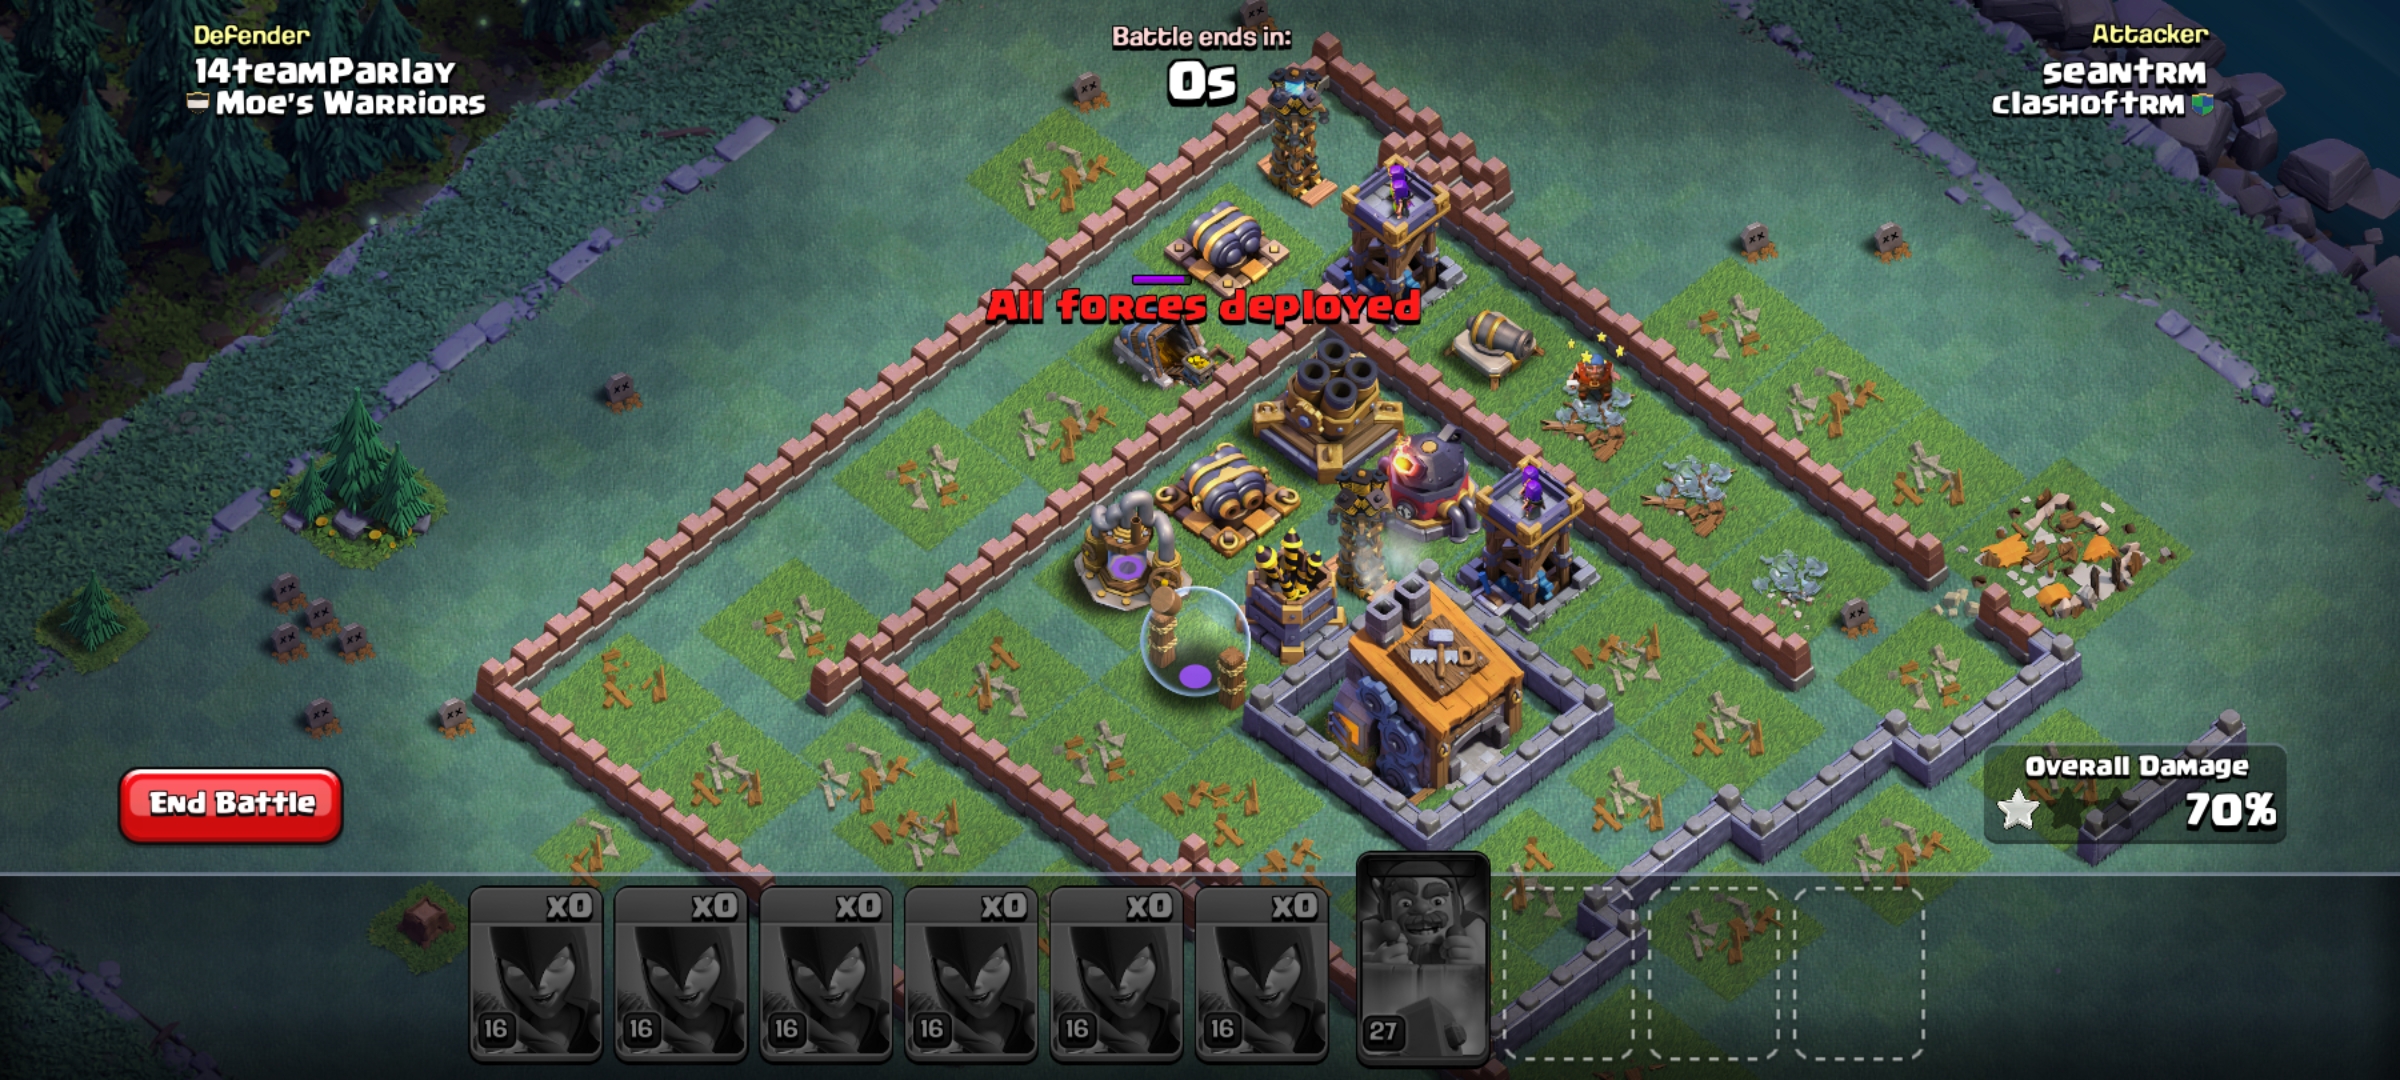 Defender
14teamParlay
Moe's Warriors
Battle ends in:
0s
Attacker
seantRM
clashoftRM
All forces deployed
End Battle
Overall Damage
70%
x0 x0 x0 x0 x0 x0
16 16 16 16 16 16 27